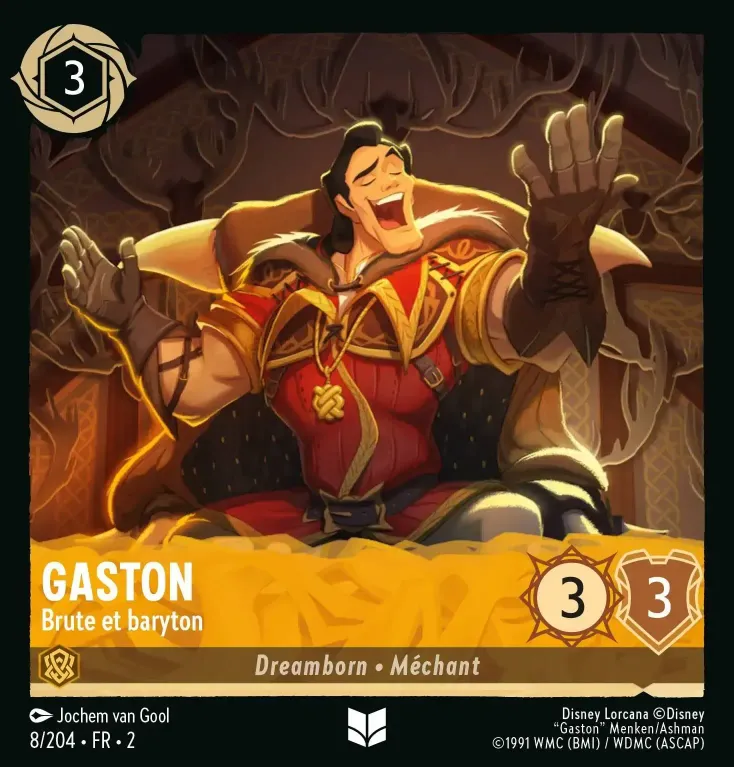 3
GASTON
Brute et baryton
3
3
Dreamborn • Méchant
Jochem van Gool
8/204 • FR • 2
Disney Lorcana ©Disney
“Gaston” Menken/Ashman
©1991 WMC (BMI) / WDMC (ASCAP)